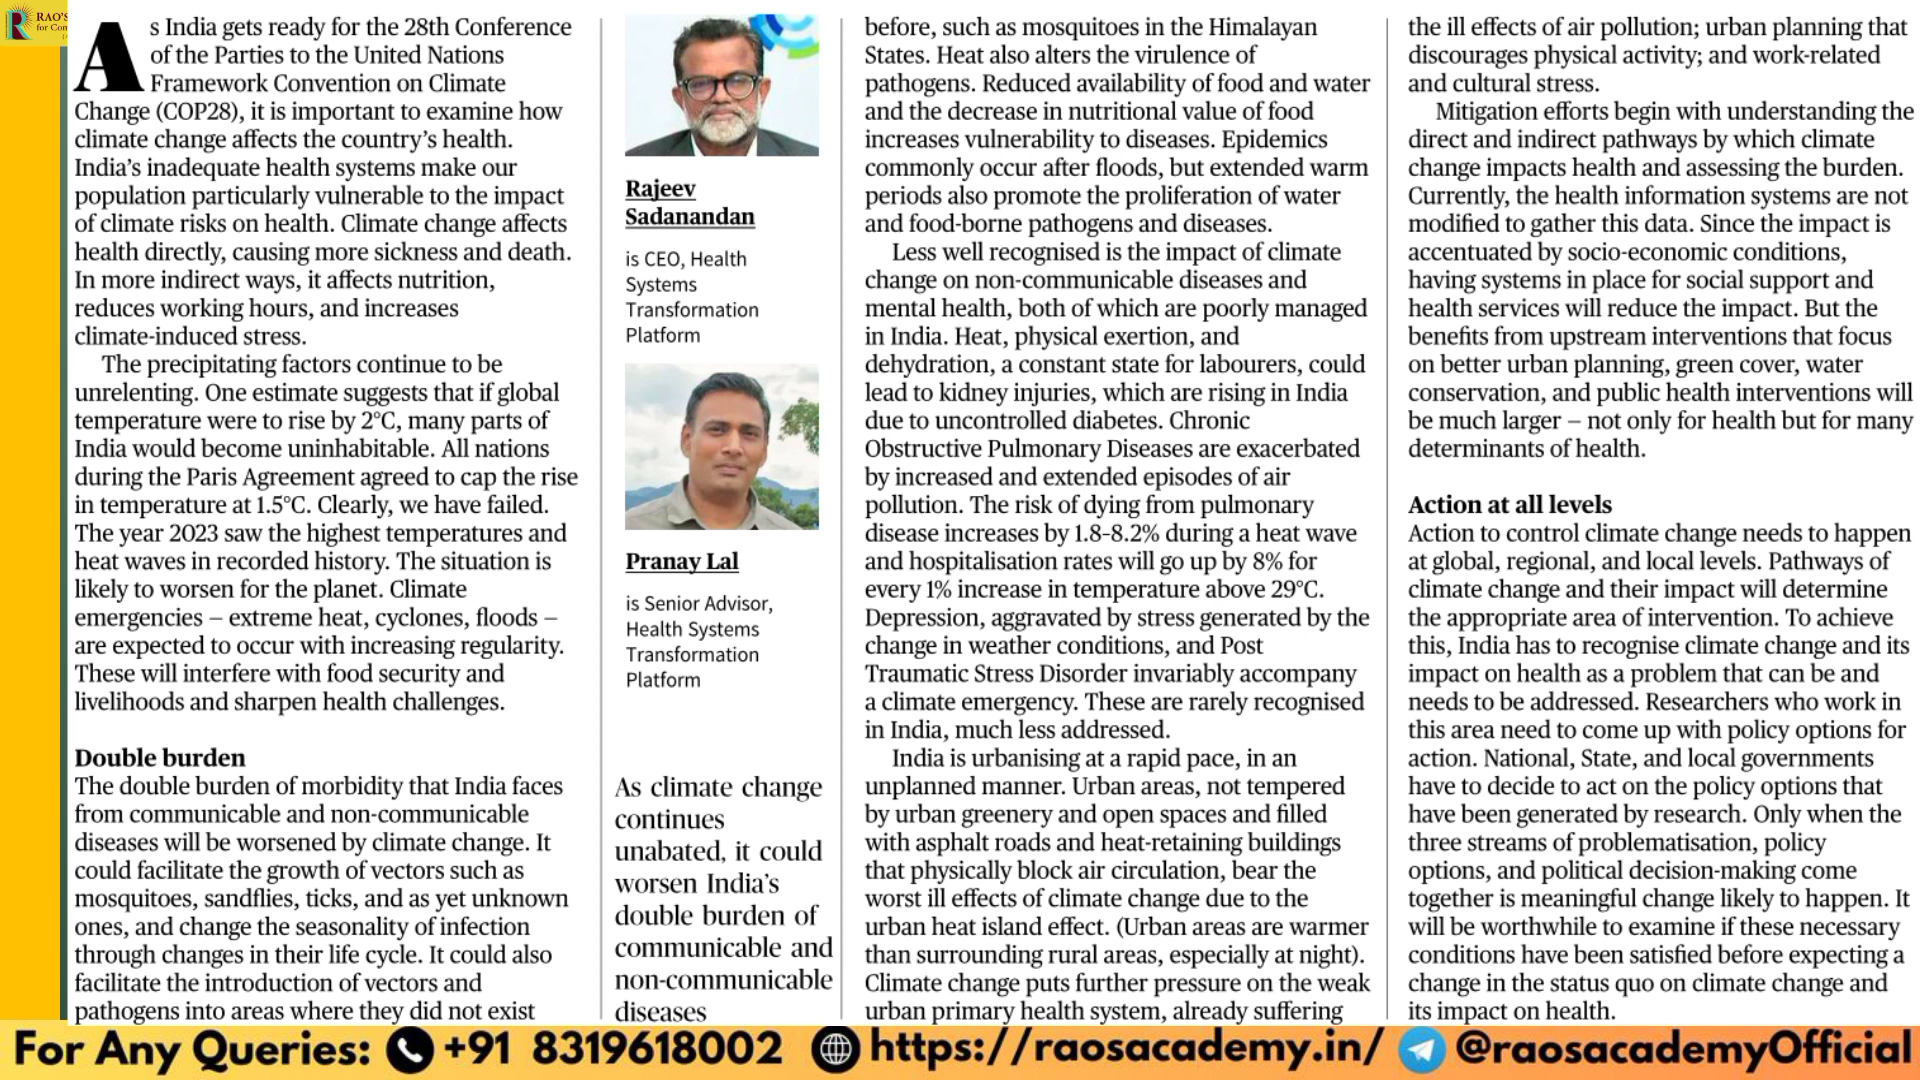 RAO'S
for Com
As India gets ready for the 28th Conference
of the Parties to the United Nations
Framework Convention on Climate
Change (COP28), it is important to examine how
climate change affects the country's health.
India's inadequate health systems make our
population particularly vulnerable to the impact
of climate risks on health. Climate change affects
health directly, causing more sickness and death.
In more indirect ways, it affects nutrition,
reduces working hours, and increases
climate-induced stress.
The precipitating factors continue to be
unrelenting. One estimate suggests that if global
temperature were to rise by 2°C, many parts of
India would become uninhabitable. All nations
during the Paris Agreement agreed to cap the rise
in temperature at 1.5°C. Clearly, we have failed.
The year 2023 saw the highest temperatures and
heat waves in recorded history. The situation is
likely to worsen for the planet. Climate
emergencies – extreme heat, cyclones, floods –
are expected to occur with increasing regularity.
These will interfere with food security and
livelihoods and sharpen health challenges.
Double burden
The double burden of morbidity that India faces
from communicable and non-communicable
diseases will be worsened by climate change. It
could facilitate the growth of vectors such as
mosquitoes, sandflies, ticks, and as yet unknown
ones, and change the seasonality of infection
through changes in their life cycle. It could also
facilitate the introduction of vectors and
pathogens into areas where they did not exist
Rajeev
Sadanandan
is CEO, Health
Systems
Transformation
Platform
Pranay Lal
is Senior Advisor,
Health Systems
Transformation
Platform
As climate change
continues
unabated, it could
worsen India's
double burden of
communicable and
non-communicable
diseases
before, such as mosquitoes in the Himalayan
States. Heat also alters the virulence of
pathogens. Reduced availability of food and water
and the decrease in nutritional value of food
increases vulnerability to diseases. Epidemics
commonly occur after floods, but extended warm
periods also promote the proliferation of water
and food-borne pathogens and diseases.
Less well recognised is the impact of climate
change on non-communicable diseases and
mental health, both of which are poorly managed
in India. Heat, physical exertion, and
dehydration, a constant state for labourers, could
lead to kidney injuries, which are rising in India
due to uncontrolled diabetes. Chronic
Obstructive Pulmonary Diseases are exacerbated
by increased and extended episodes of air
pollution. The risk of dying from pulmonary
disease increases by 1.8-8.2% during a heat wave
and hospitalisation rates will go up by 8% for
every 1% increase in temperature above 29°C.
Depression, aggravated by stress generated by the
change in weather conditions, and Post
Traumatic Stress Disorder invariably accompany
a climate emergency. These are rarely recognised
in India, much less addressed.
India is urbanising at a rapid pace, in an
unplanned manner. Urban areas, not tempered
by urban greenery and open spaces and filled
with asphalt roads and heat-retaining buildings
that physically block air circulation, bear the
worst ill effects of climate change due to the
urban heat island effect. (Urban areas are warmer
than surrounding rural areas, especially at night).
Climate change puts further pressure on the weak
urban primary health system, already suffering
the ill effects of air pollution; urban planning that
discourages physical activity; and work-related
and cultural stress.
Mitigation efforts begin with understanding the
direct and indirect pathways by which climate
change impacts health and assessing the burden.
Currently, the health information systems are not
modified to gather this data. Since the impact is
accentuated by socio-economic conditions,
having systems in place for social support and
health services will reduce the impact. But the
benefits from upstream interventions that focus
on better urban planning, green cover, water
conservation, and public health interventions will
be much larger – not only for health but for many
determinants of health.
Action at all levels
Action to control climate change needs to happen
at global, regional, and local levels. Pathways of
climate change and their impact will determine
the appropriate area of intervention. To achieve
this, India has to recognise climate change and its
impact on health as a problem that can be and
needs to be addressed. Researchers who work in
this area need to come up with policy options for
action. National, State, and local governments
have to decide to act on the policy options that
have been generated by research. Only when the
three streams of problematisation, policy
options, and political decision-making come
together is meaningful change likely to happen. It
will be worthwhile to examine if these necessary
conditions have been satisfied before expecting a
change in the status quo on climate change and
its impact on health.
For Any Queries: +91 8319618002 https://raosacademy.in/ @raosacademyOfficial